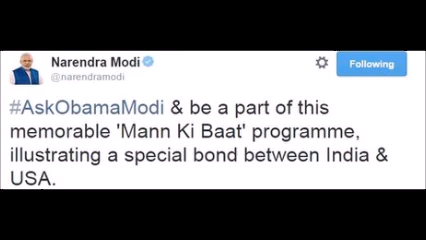 Narendra Modi
@narendramodi
Following
#AskObamaModi & be a part of this
memorable 'Mann Ki Baat' programme,
illustrating a special bond between India &
USA.